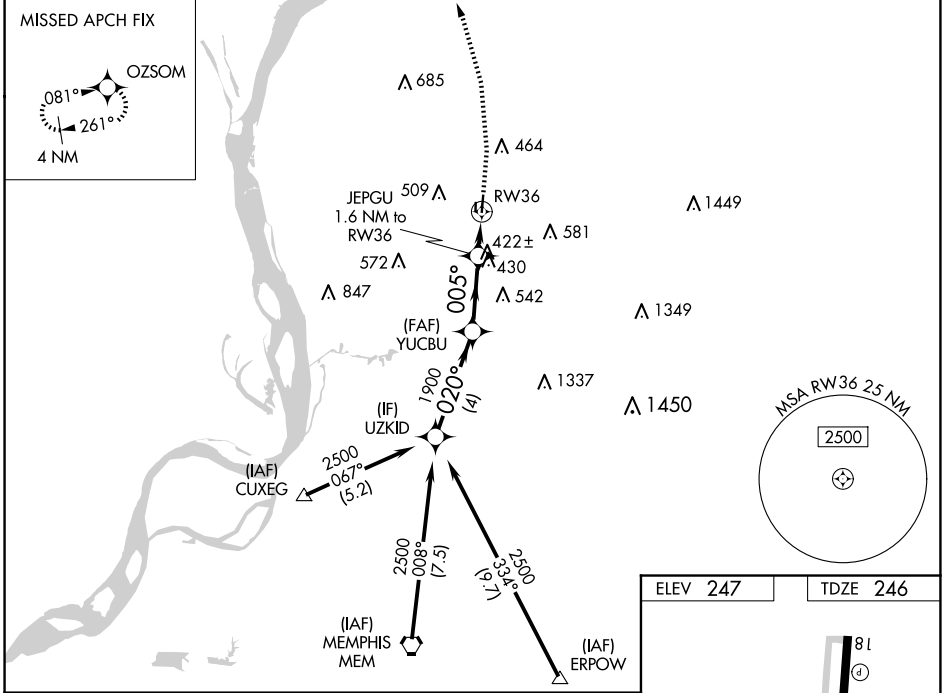 MISSED APCH FIX
OZSOM
081°
261°
4 NM
685
464
509
RW36
JEPGU
1.6 NM to
RW36
1449
581
422±
430
572
847
542
005°
1349
(FAF)
YUCBU
1900
020°
(4)
1337
1450
(IF)
UZKID
MSA RW36 25 NM
2500
(IAF)
CUXEG
2500
067°
(5.2)
2500
008°
(7.5)
2500
334°
(9.7)
(IAF)
MEMPHIS
MEM
(IAF)
ERPOW
ELEV 247
TDZE 246
18
P